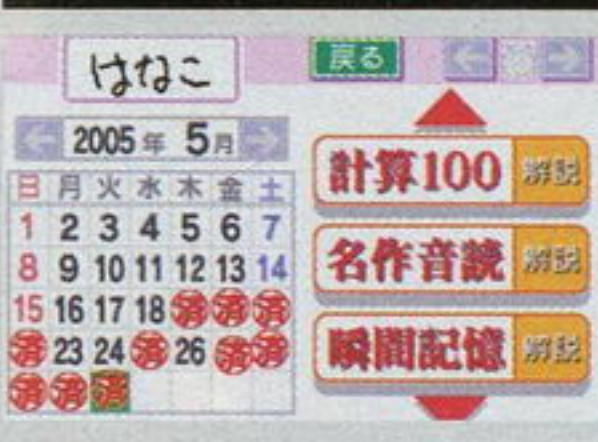 はなこ
戻る
2005年 5月
日 月 火 水 木 金 土
1 2 3 4 5 6 7
8 9 10 11 12 13 14
15 16 17 18 済 済 済
済 23 24 済 26 済 済
済 済 済
計算100 解説
名作音読 解説
瞬間記憶 解説